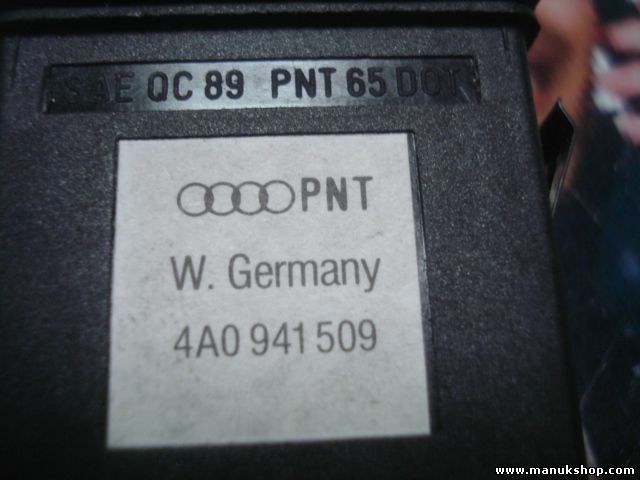 SAE QC 89 PNT 65 DOT
PNT
W. Germany
4A0 941 509
www.manukshop.com